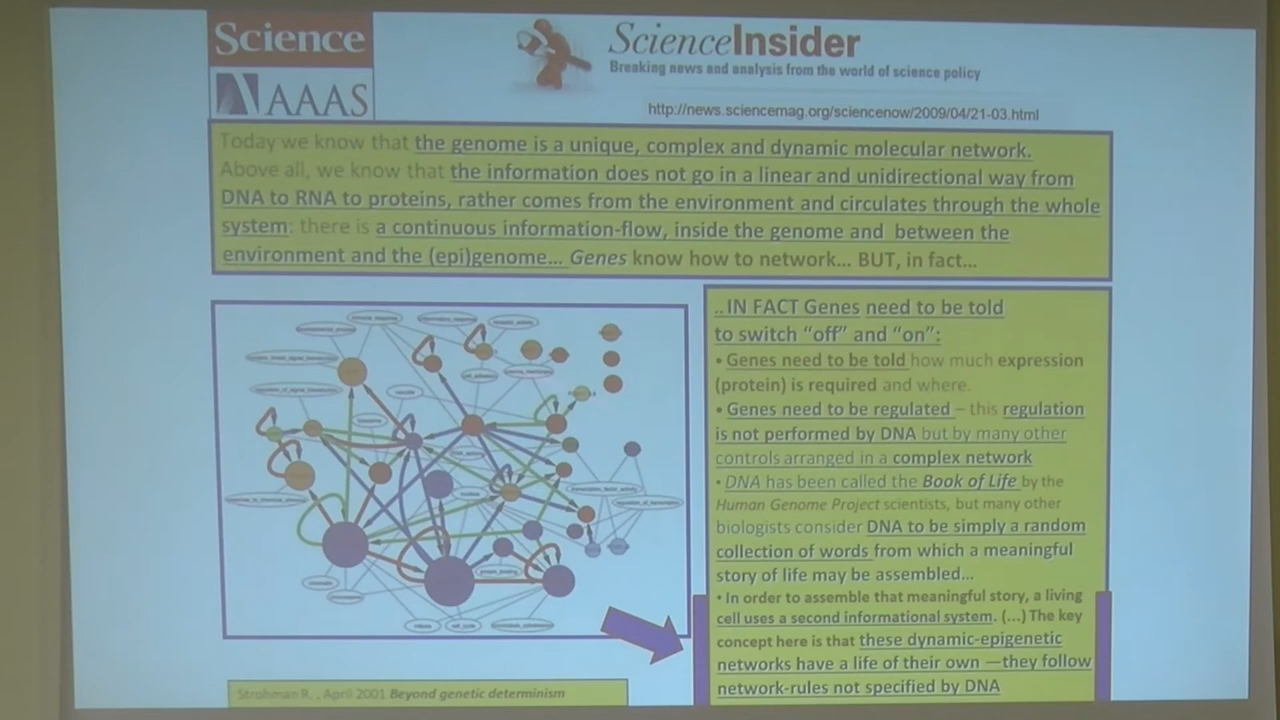 Science
AAAS
ScienceInsider
Breaking news and analysis from the world of science policy
http://news.sciencemag.org/sciencenow/2009/04/21-03.html
Today we know that the genome is a unique, complex and dynamic molecular network.
Above all, we know that the information does not go in a linear and unidirectional way from
DNA to RNA to proteins, rather comes from the environment and circulates through the whole
system: there is a continuous information-flow, inside the genome and between the
environment and the (epi)genome... Genes know how to network... BUT, in fact...
..IN FACT Genes need to be told
to switch “off” and “on”:
• Genes need to be told how much expression
(protein) is required and where.
• Genes need to be regulated – this regulation
is not performed by DNA but by many other
controls arranged in a complex network
• DNA has been called the Book of Life by the
Human Genome Project scientists, but many other
biologists consider DNA to be simply a random
collection of words from which a meaningful
story of life may be assembled...
• In order to assemble that meaningful story, a living
cell uses a second informational system. (...) The key
concept here is that these dynamic-epigenetic
networks have a life of their own —they follow
network-rules not specified by DNA
Strohman R. , April 2001 Beyond genetic determinism